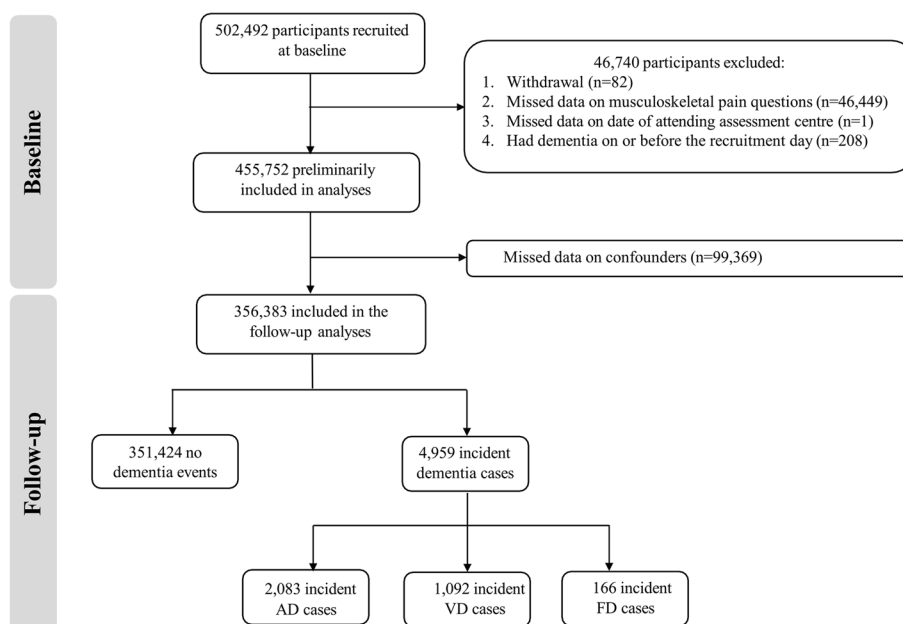 Baseline
502,492 participants recruited
at baseline
46,740 participants excluded:
1. Withdrawal (n=82)
2. Missed data on musculoskeletal pain questions (n=46,449)
3. Missed data on date of attending assessment centre (n=1)
4. Had dementia on or before the recruitment day (n=208)
455,752 preliminarily
included in analyses
Missed data on confounders (n=99,369)
Follow-up
356,383 included in the
follow-up analyses
351,424 no
dementia events
4,959 incident
dementia cases
2,083 incident
AD cases
1,092 incident
VD cases
166 incident
FD cases